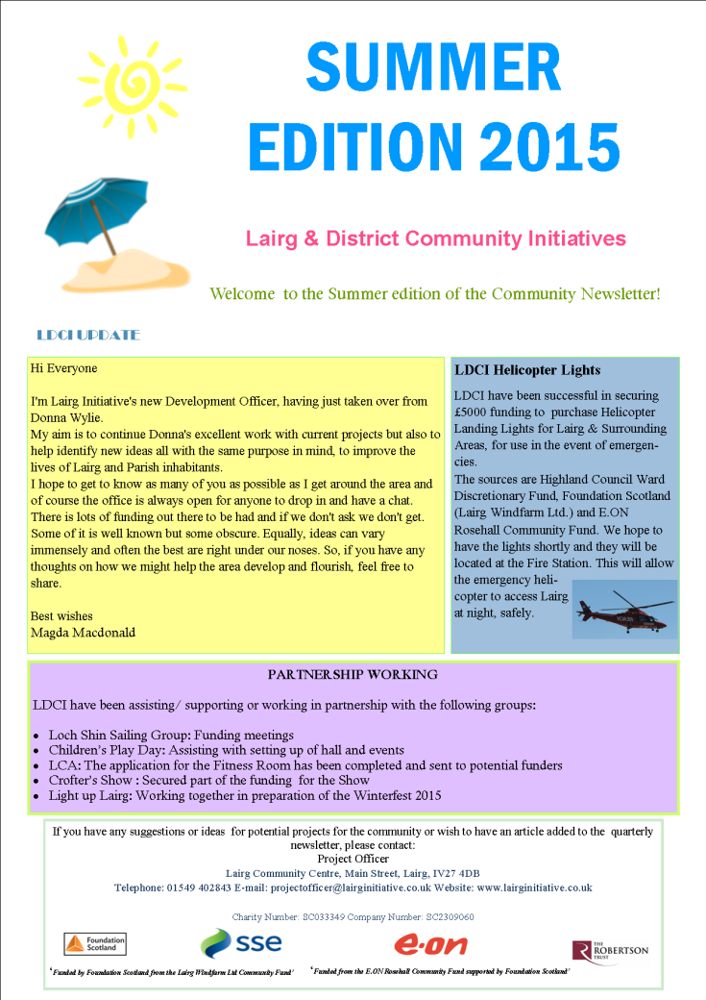 SUMMER
EDITION 2015
Lairg & District Community Initiatives
Welcome to the Summer edition of the Community Newsletter!
LDCI UPDATE
Hi Everyone
I'm Lairg Initiative's new Development Officer, having just taken over from
Donna Wylie.
My aim is to continue Donna's excellent work with current projects but also to
help identify new ideas all with the same purpose in mind, to improve the
lives of Lairg and Parish inhabitants.
I hope to get to know as many of you as possible as I get around the area and
of course the office is always open for anyone to drop in and have a chat.
There is lots of funding out there to be had and if we don't ask we don't get.
Some of it is well known but some obscure. Equally, ideas can vary
immensely and often the best are right under our noses. So, if you have any
thoughts on how we might help the area develop and flourish, feel free to
share.
Best wishes
Magda Macdonald
LDCI Helicopter Lights
LDCI have been successful in securing
£5000 funding to purchase Helicopter
Landing Lights for Lairg & Surrounding
Areas, for use in the event of emergen-
cies.
The sources are Highland Council Ward
Discretionary Fund, Foundation Scotland
(Lairg Windfarm Ltd.) and E.ON
Rosehall Community Fund. We hope to
have the lights shortly and they will be
located at the Fire Station. This will allow
the emergency heli-
copter to access Lairg
at night, safely.
PARTNERSHIP WORKING
LDCI have been assisting/ supporting or working in partnership with the following groups:
• Loch Shin Sailing Group: Funding meetings
• Children's Play Day: Assisting with setting up of hall and events
• LCA: The application for the Fitness Room has been completed and sent to potential funders
• Crofter's Show : Secured part of the funding for the Show
• Light up Lairg: Working together in preparation of the Winterfest 2015
If you have any suggestions or ideas for potential projects for the community or wish to have an article added to the quarterly
newsletter, please contact:
Project Officer
Lairg Community Centre, Main Street, Lairg, IV27 4DB
Telephone: 01549 402843 E-mail: projectofficer@lairginitiative.co.uk Website: www.lairginitiative.co.uk
Charity Number: SC033349 Company Number: SC2309060
Foundation
Scotland
sse
e·on
THE
ROBERTSON
TRUST
'Funded by Foundation Scotland from the Lairg Windfarm Ltd Community Fund'
'Funded from the E.ON Rosehall Community Fund supported by Foundation Scotland'